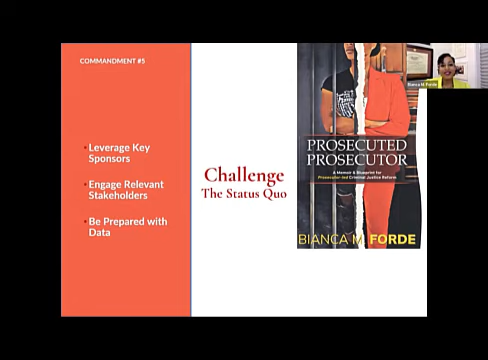 COMMANDMENT #5
• Leverage Key
Sponsors
• Engage Relevant
Stakeholders
• Be Prepared with
Data
Challenge
The Status Quo
PROSECUTED
PROSECUTOR
A Memoir & Blueprint for
Prosecutor-led Criminal Justice Reform
BIANCA M. FORDE
Bianca M. Forde